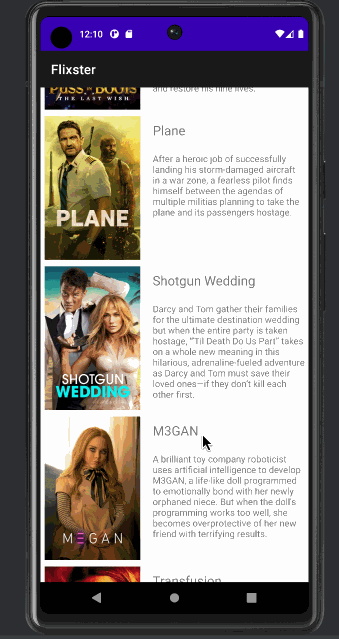 12:10
Flixster
PUSS IN BOOTS
THE LAST WISH
and restore his nine lives.
PLANE
Plane
After a heroic job of successfully
landing his storm-damaged aircraft
in a war zone, a fearless pilot finds
himself between the agendas of
multiple militias planning to take the
plane and its passengers hostage.
SHOTGUN
WEDDING
Shotgun Wedding
Darcy and Tom gather their families
for the ultimate destination wedding
but when the entire party is taken
hostage, “'Til Death Do Us Part” takes
on a whole new meaning in this
hilarious, adrenaline-fueled adventure
as Darcy and Tom must save their
loved ones—if they don't kill each
other first.
M3GAN
M3GAN
A brilliant toy company roboticist
uses artificial intelligence to develop
M3GAN, a life-like doll programmed
to emotionally bond with her newly
orphaned niece. But when the doll's
programming works too well, she
becomes overprotective of her new
friend with terrifying results.
Transfusion